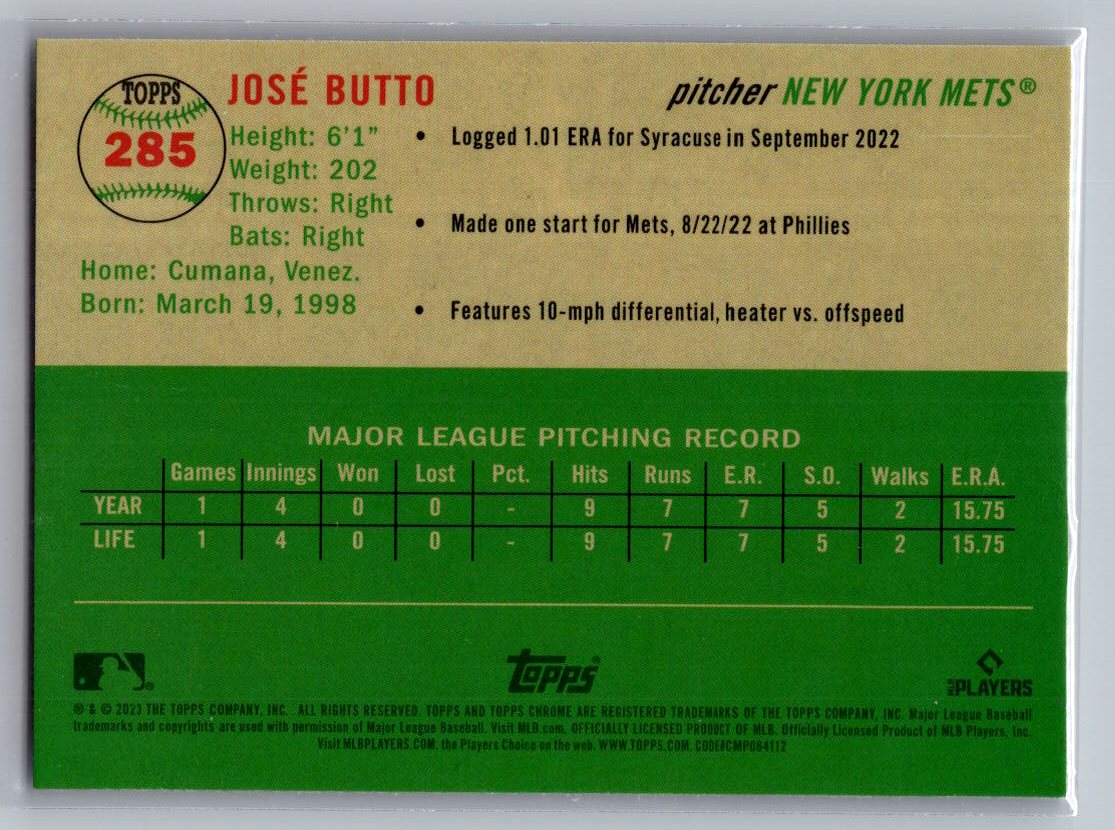 TOPPS
285
JOSÉ BUTTO
pitcher NEW YORK METS®
Height: 6'1"
Weight: 202
Throws: Right
Bats: Right
Home: Cumana, Venez.
Born: March 19, 1998
• Logged 1.01 ERA for Syracuse in September 2022
• Made one start for Mets, 8/22/22 at Phillies
• Features 10-mph differential, heater vs. offspeed
MAJOR LEAGUE PITCHING RECORD
Games Innings Won Lost Pct. Hits Runs E.R. S.O. Walks E.R.A.
YEAR 1 4 0 0 - 9 7 7 5 2 15.75
LIFE 1 4 0 0 - 9 7 7 5 2 15.75
Topps®
PLAYERS
® & © 2023 THE TOPPS COMPANY, INC. ALL RIGHTS RESERVED. TOPPS AND TOPPS CHROME ARE REGISTERED TRADEMARKS OF THE TOPPS COMPANY, INC. Major League Baseball
trademarks and copyrights are used with permission of Major League Baseball. Visit MLB.com. OFFICIALLY LICENSED PRODUCT OF MLB. Officially Licensed Product of MLB Players, Inc.
Visit MLBPLAYERS.COM, the Players Choice on the web. WWW.TOPPS.COM. CODE#CMP064112